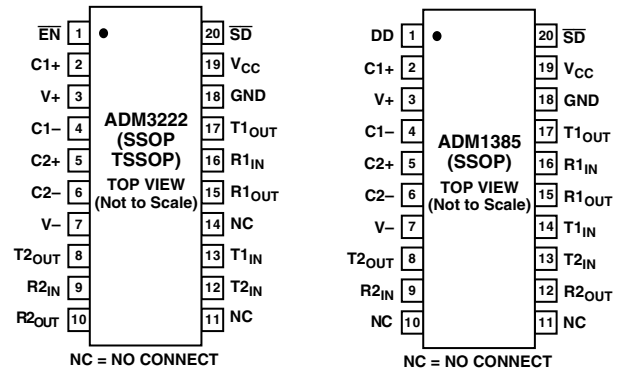 EN 1 20 SD
C1+ 2 19 VCC
V+ 3 18 GND
C1– 4 17 T1OUT
C2+ 5 16 R1IN
C2– 6 15 R1OUT
V– 7 14 NC
T2OUT 8 13 T1IN
R2IN 9 12 T2IN
R2OUT 10 11 NC
ADM3222
(SSOP
TSSOP)
TOP VIEW
(Not to Scale)
NC = NO CONNECT
DD 1 20 SD
C1+ 2 19 VCC
V+ 3 18 GND
C1– 4 17 T1OUT
C2+ 5 16 R1IN
C2– 6 15 R1OUT
V– 7 14 T1IN
T2OUT 8 13 T2IN
R2IN 9 12 R2OUT
NC 10 11 NC
ADM1385
(SSOP)
TOP VIEW
(Not to Scale)
NC = NO CONNECT